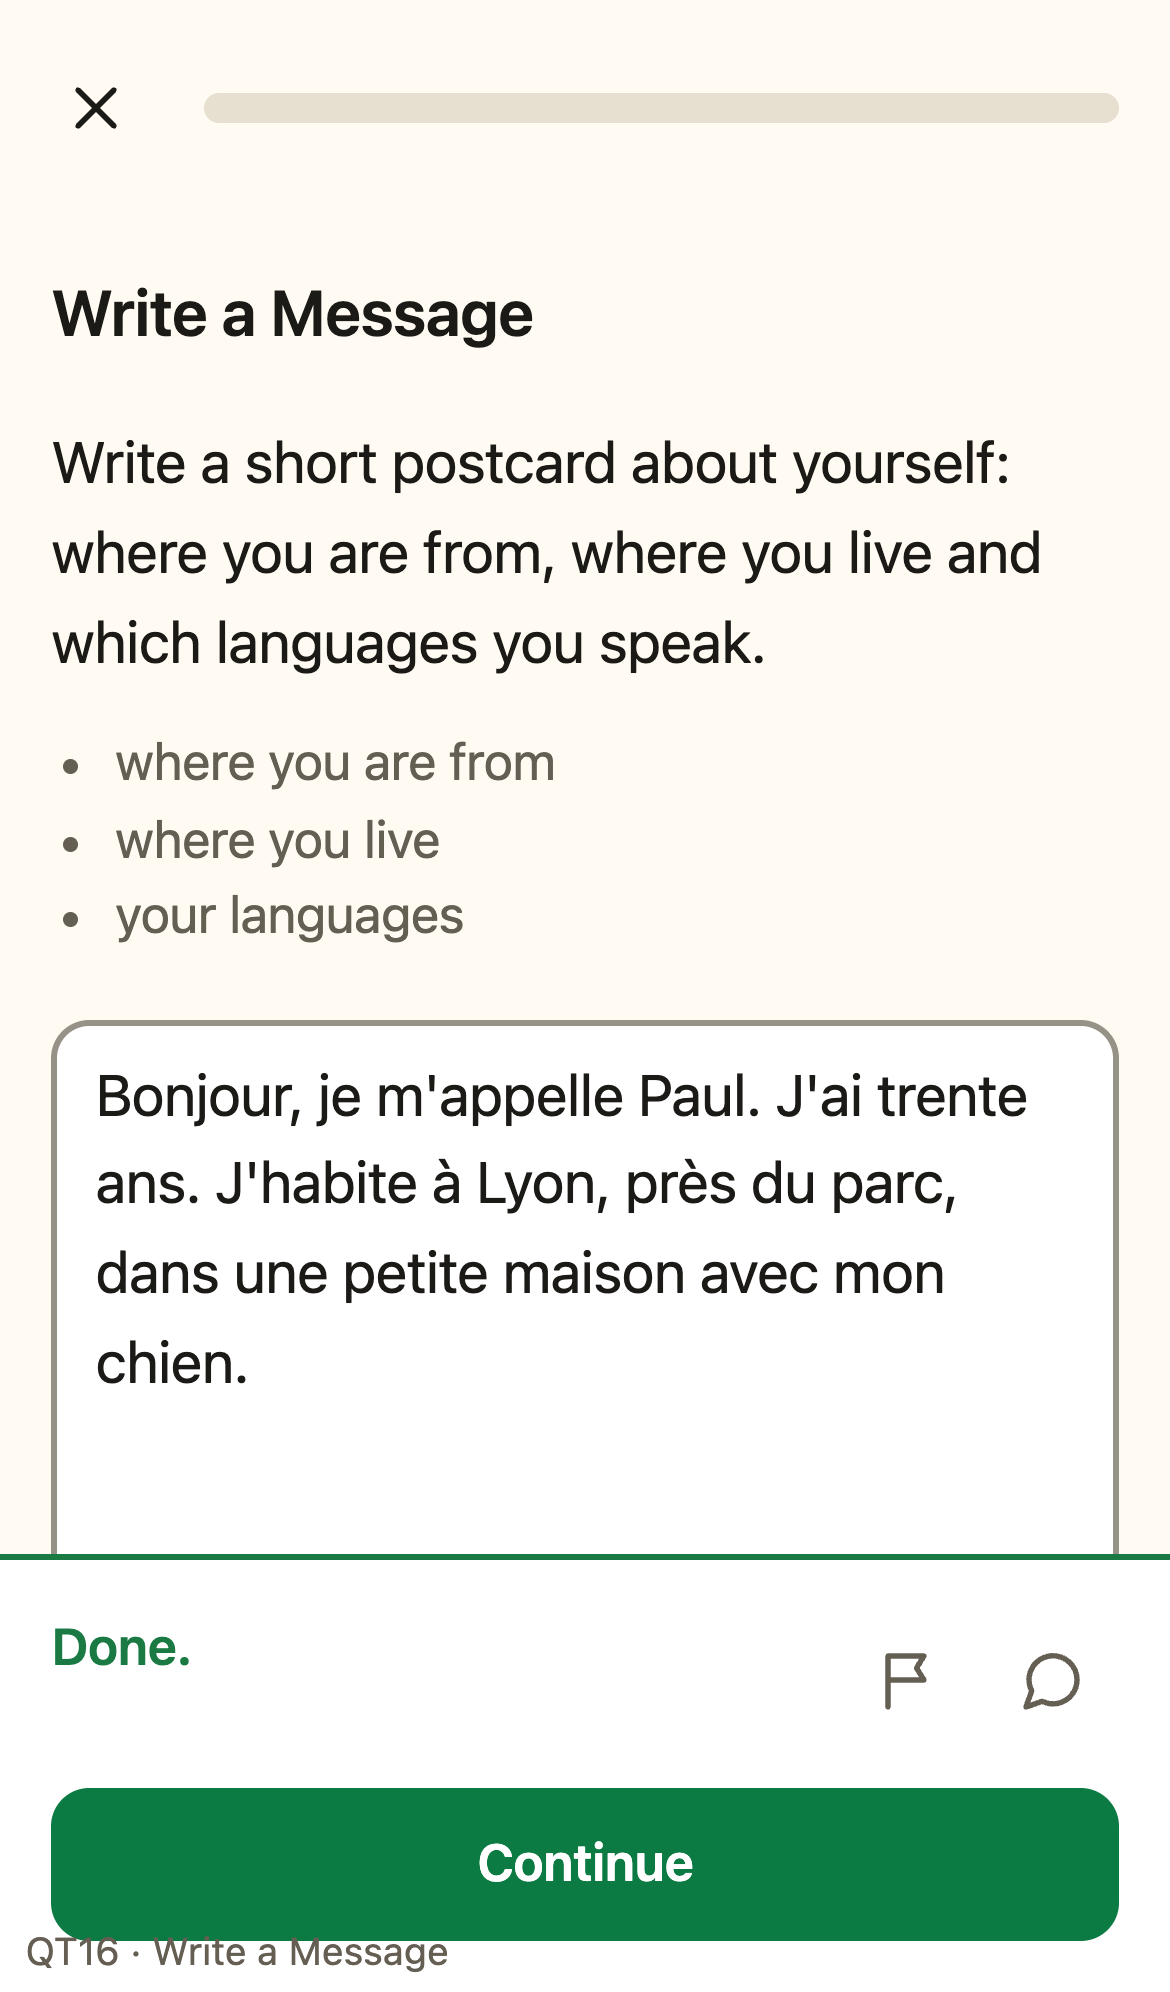 Write a Message
Write a short postcard about yourself:
where you are from, where you live and
which languages you speak.
• where you are from
• where you live
• your languages
Bonjour, je m'appelle Paul. J'ai trente
ans. J'habite à Lyon, près du parc,
dans une petite maison avec mon
chien.
Done.
Continue
QT16 · Write a Message